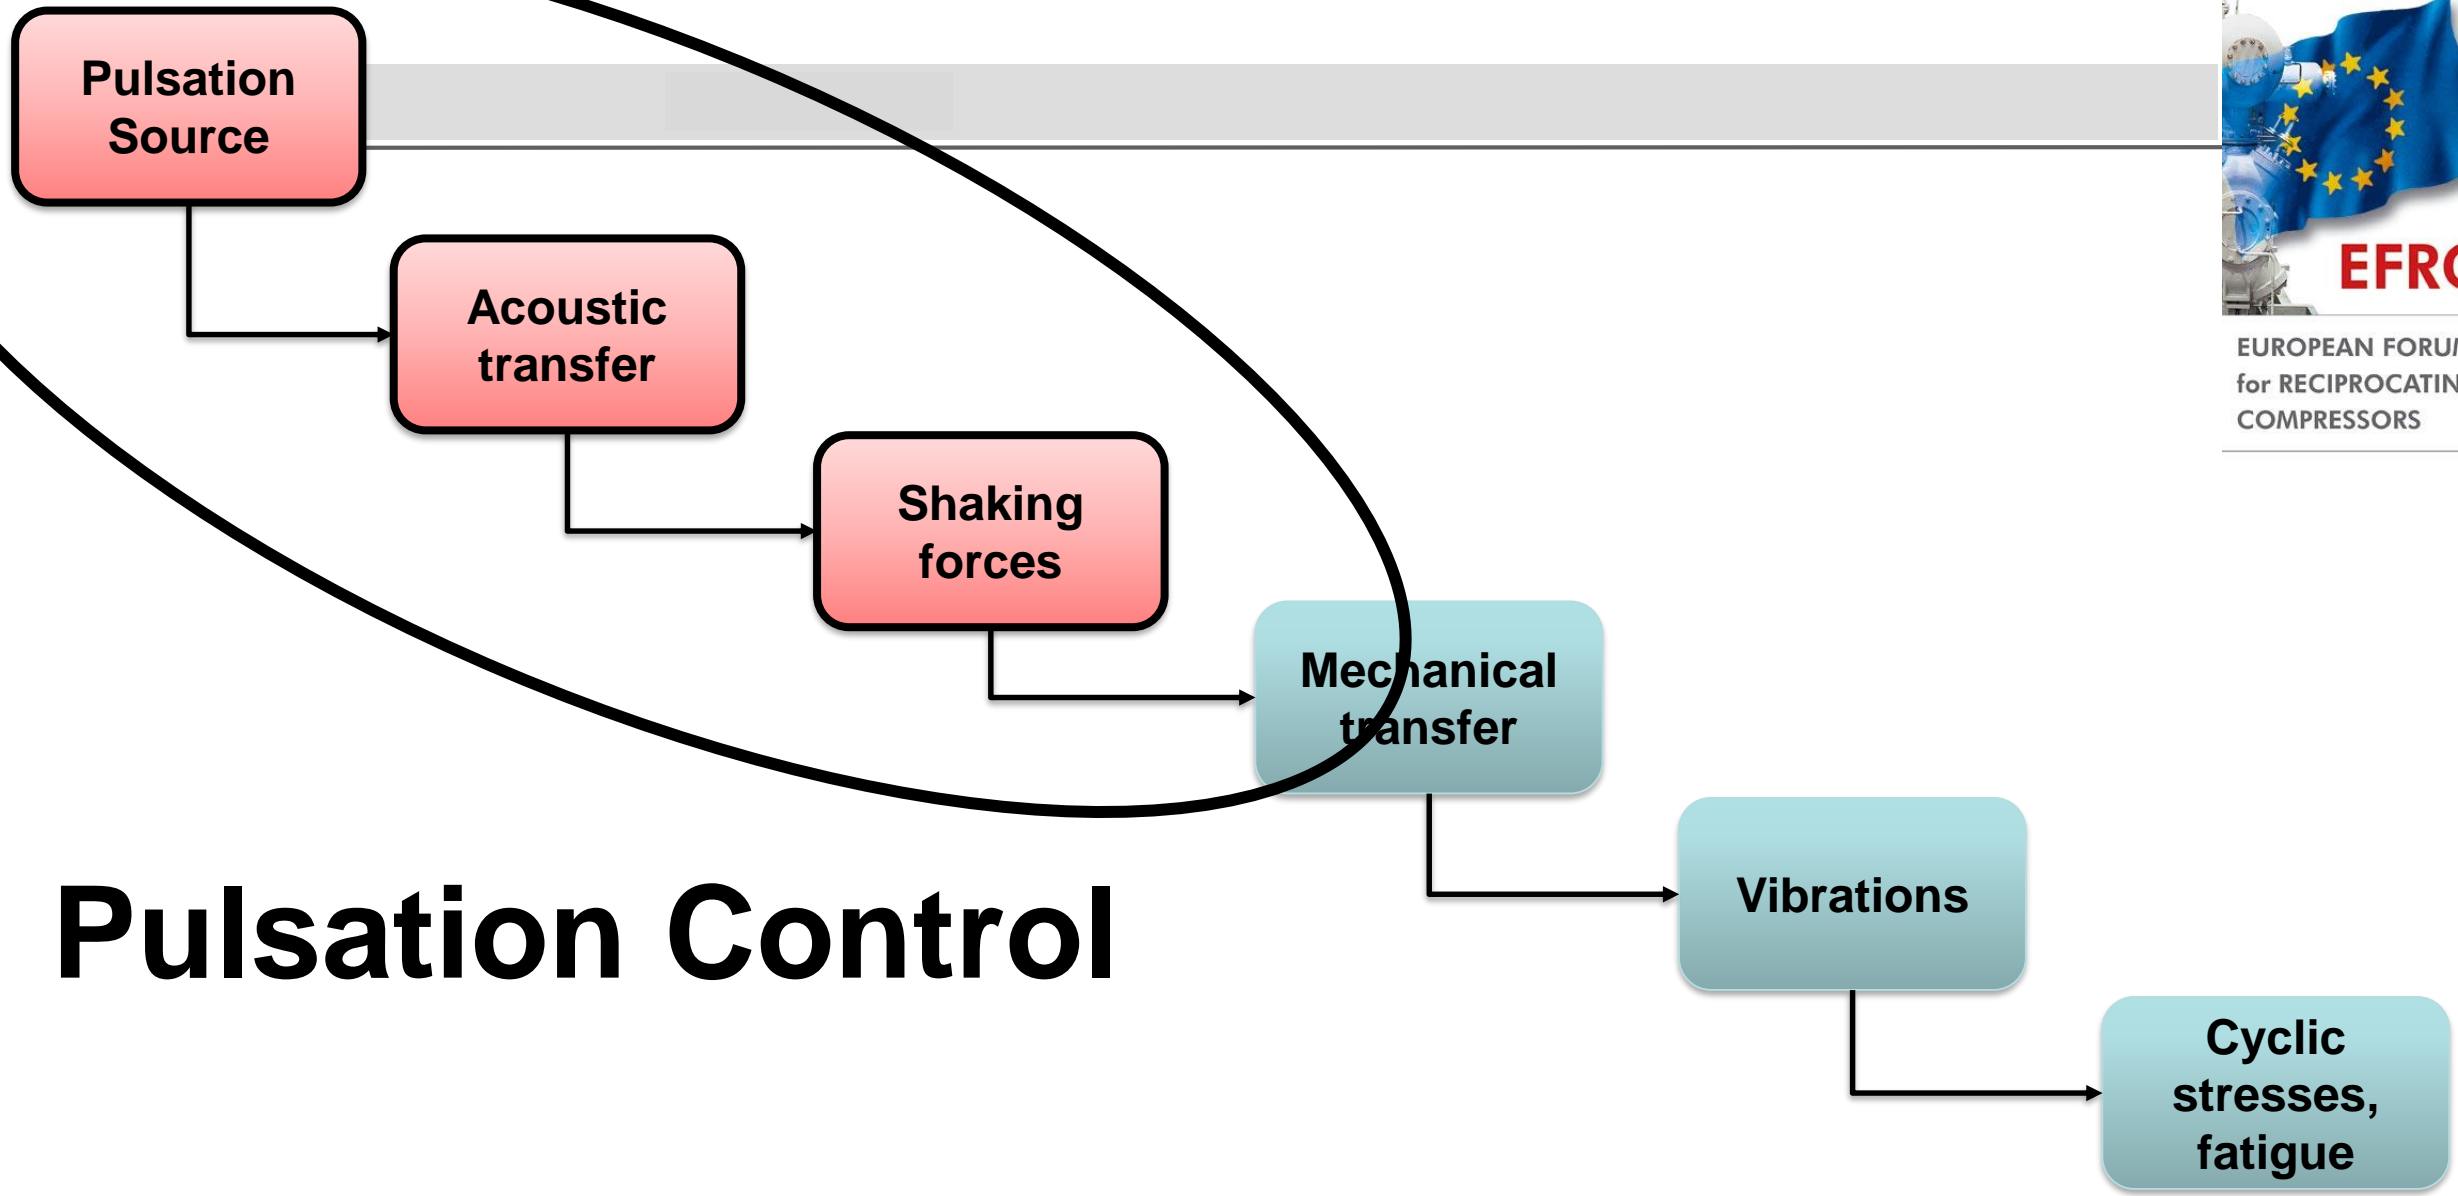 Pulsation
Source
Acoustic
transfer
Shaking
forces
Mechanical
transfer
Vibrations
Cyclic
stresses,
fatigue
Pulsation Control
EFRC
EUROPEAN FORUM
for RECIPROCATIN
COMPRESSORS